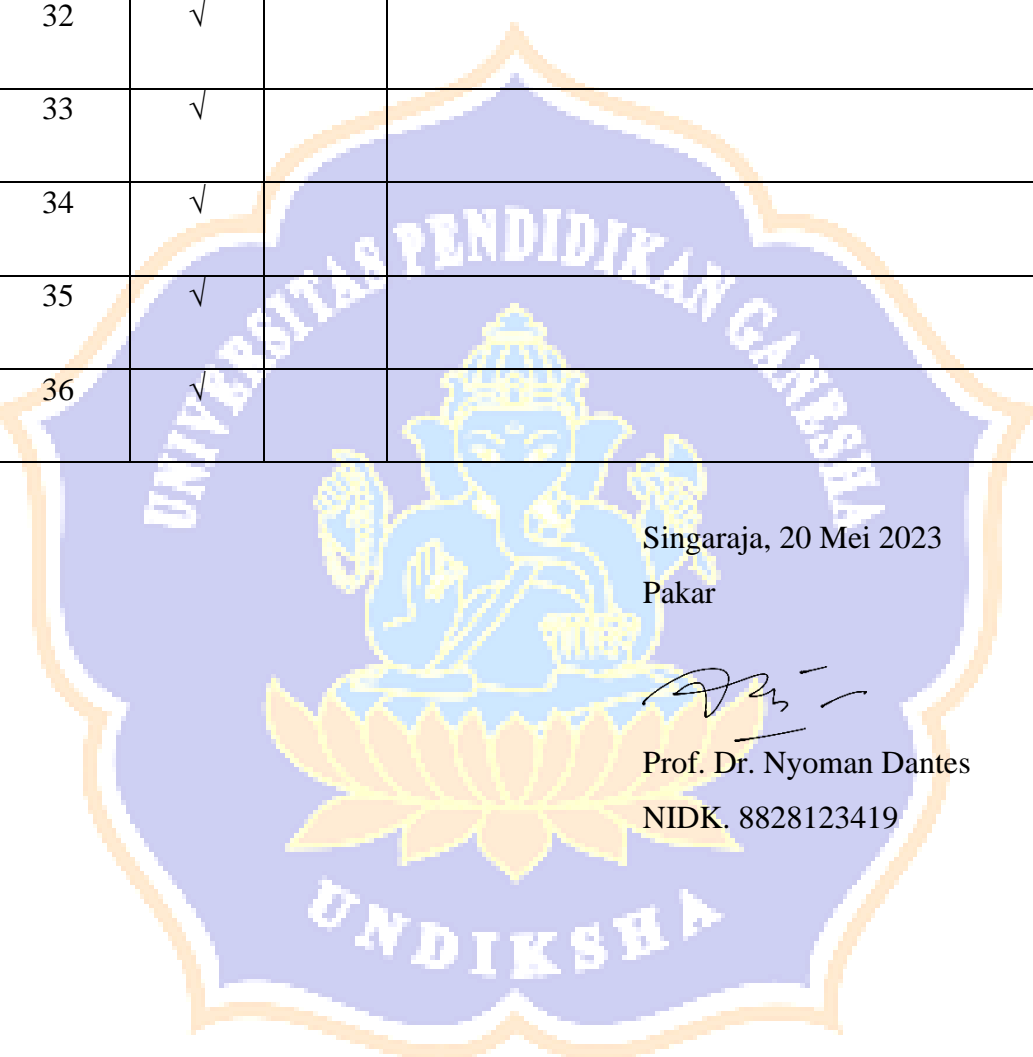 32 √
33 √
34 √
35 √
36 √
UNIVERSITAS PENDIDIKAN GANESHA
Singaraja, 20 Mei 2023
Pakar
Prof. Dr. Nyoman Dantes
NIDK. 8828123419
UNDIKSHA